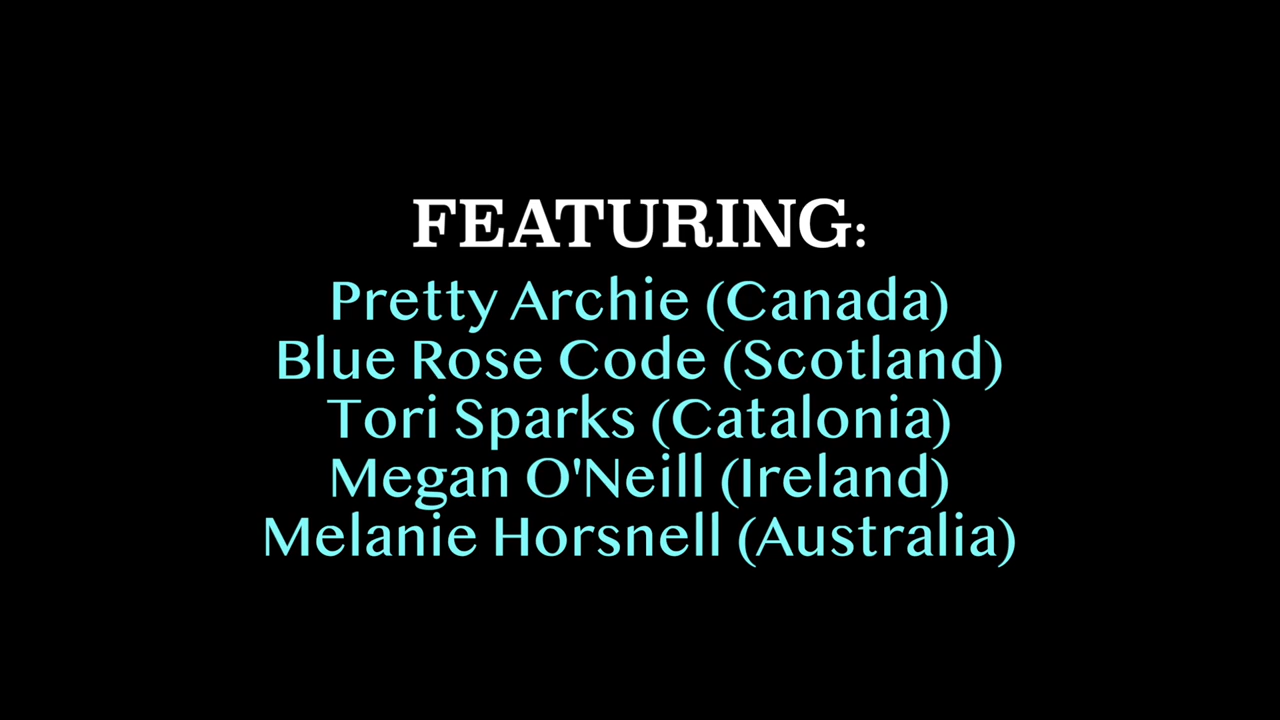 FEATURING:
Pretty Archie (Canada)
Blue Rose Code (Scotland)
Tori Sparks (Catalonia)
Megan O'Neill (Ireland)
Melanie Horsnell (Australia)